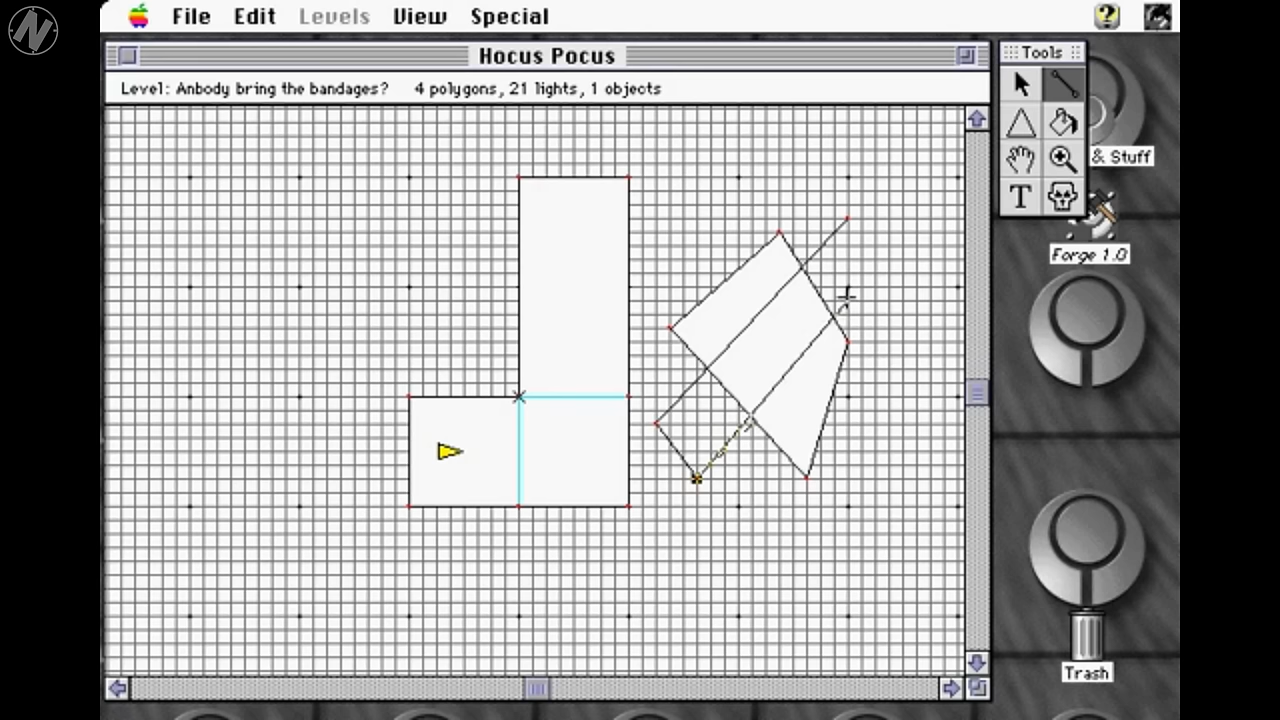 File Edit Levels View Special
Hocus Pocus
Level: Anbody bring the bandages? 4 polygons, 21 lights, 1 objects
Tools
T
& Stuff
Forge 1.0
Trash